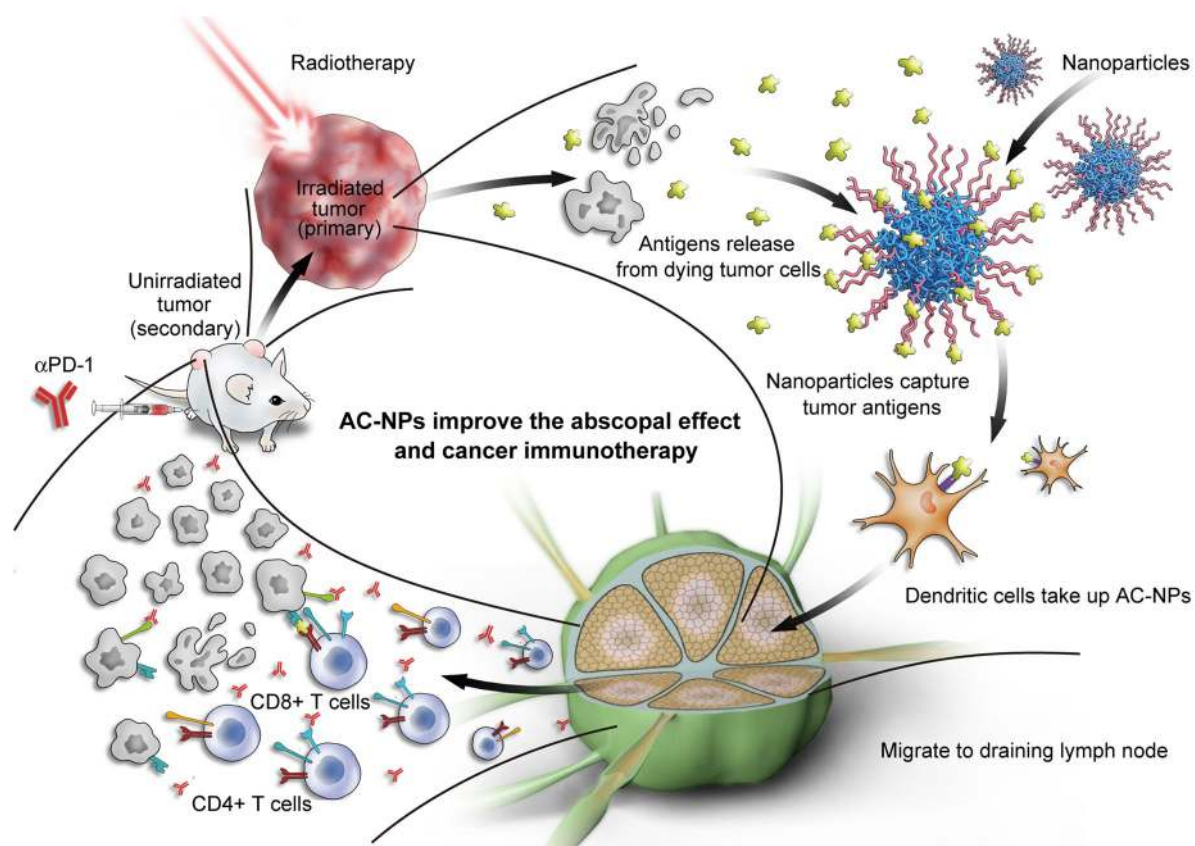 Radiotherapy
Nanoparticles
Irradiated
tumor
(primary)
Antigens release
from dying tumor cells
Unirradiated
tumor
(secondary)
αPD-1
Nanoparticles capture
tumor antigens
AC-NPs improve the abscopal effect
and cancer immunotherapy
Dendritic cells take up AC-NPs
CD8+ T cells
Migrate to draining lymph node
CD4+ T cells